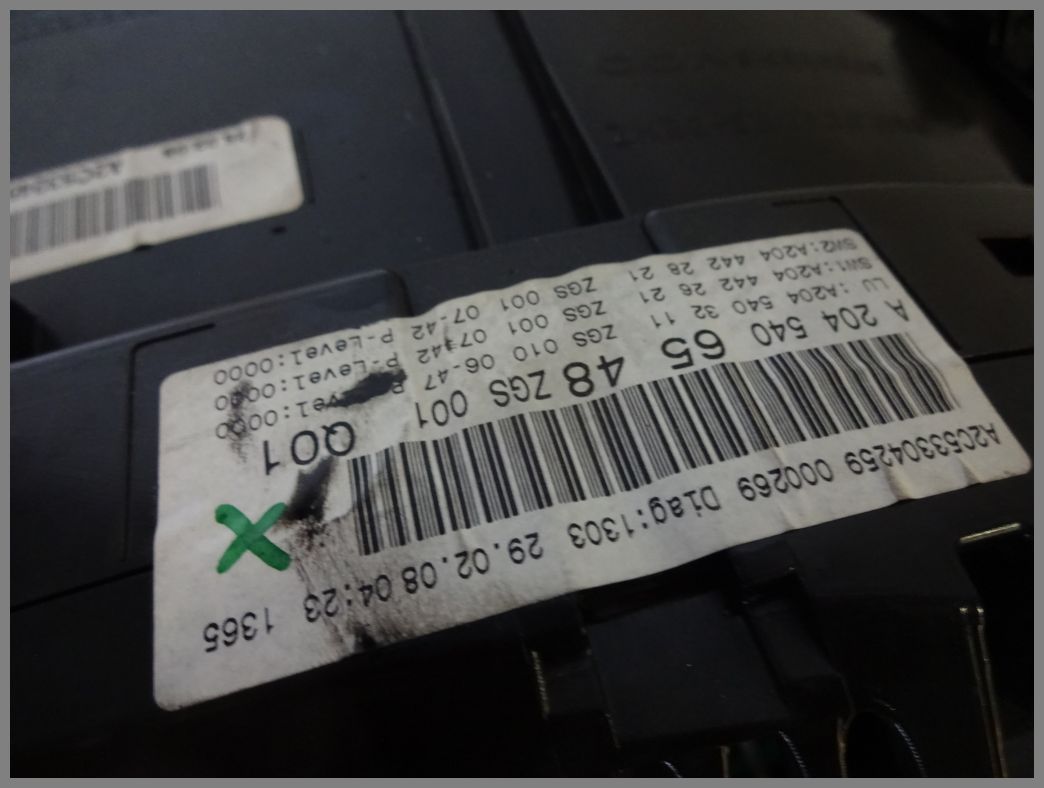 A2C53304259 000269 Diag:1303 29.02.08 04:23 1365
A 204 540 65 48 ZGS 001 Q01
LU :A204 540 32 11 ZGS 010 06-47 P-Level:0000
SW1:A204 442 26 21 ZGS 001 07-42 P-Level:0000
SW2:A204 442 28 21 ZGS 001 07-42 P-Level:0000